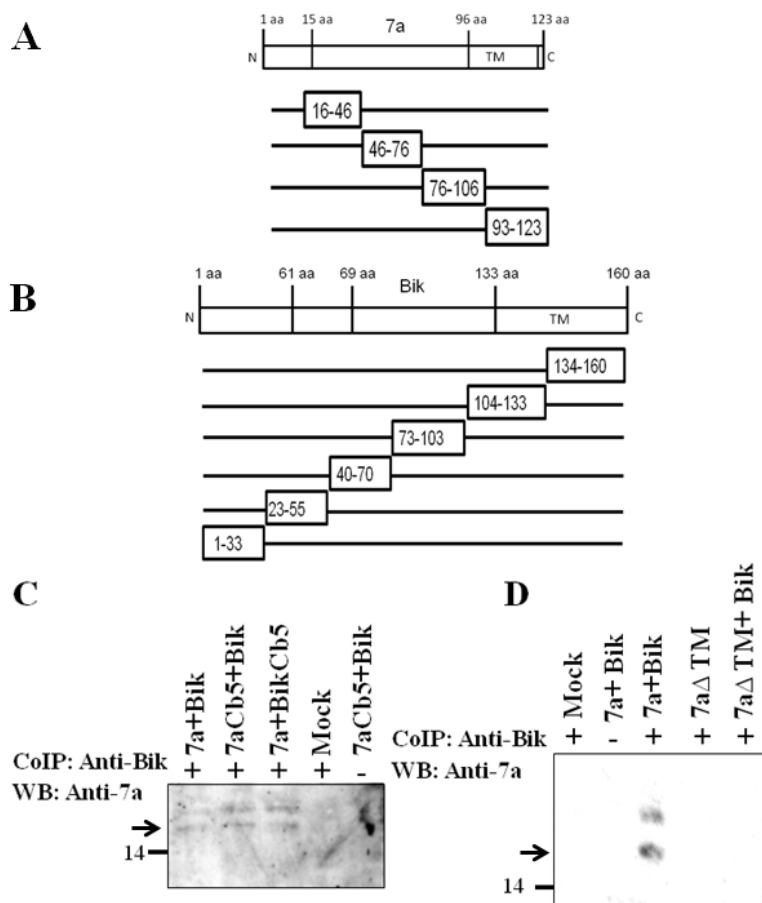 A
1 aa 15 aa 7a 96 aa 123 aa
N TM C
16-46
46-76
76-106
93-123
B
1 aa 61 aa 69 aa Bik 133 aa 160 aa
N TM C
134-160
104-133
73-103
40-70
23-55
1-33
C
+ 7a+Bik
+ 7aCb5+Bik
+ 7a+BikCb5
+ Mock
- 7aCb5+Bik
CoIP: Anti-Bik
WB: Anti-7a
14
D
+ Mock
- 7a+ Bik
+ 7a+Bik
+ 7a△TM
+ 7a△TM+ Bik
CoIP: Anti-Bik
WB: Anti-7a
14